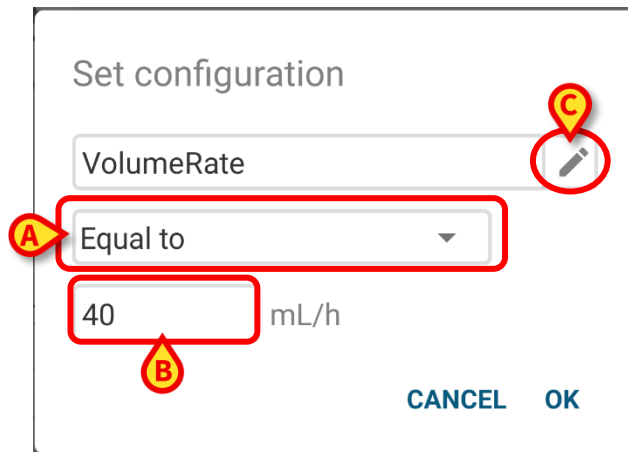 Set configuration
C
VolumeRate
A
Equal to
40 mL/h
B
CANCEL OK